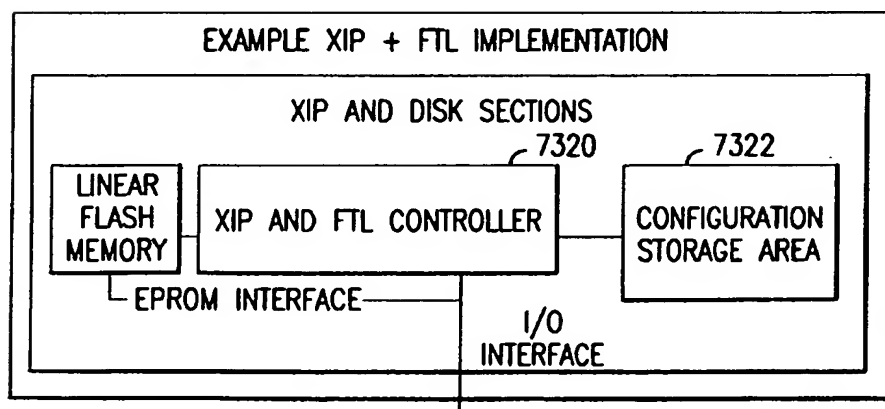 EXAMPLE XIP + FTL IMPLEMENTATION
XIP AND DISK SECTIONS
7320
7322
LINEAR
FLASH
MEMORY
XIP AND FTL CONTROLLER
CONFIGURATION
STORAGE AREA
EPROM INTERFACE
I/O
INTERFACE